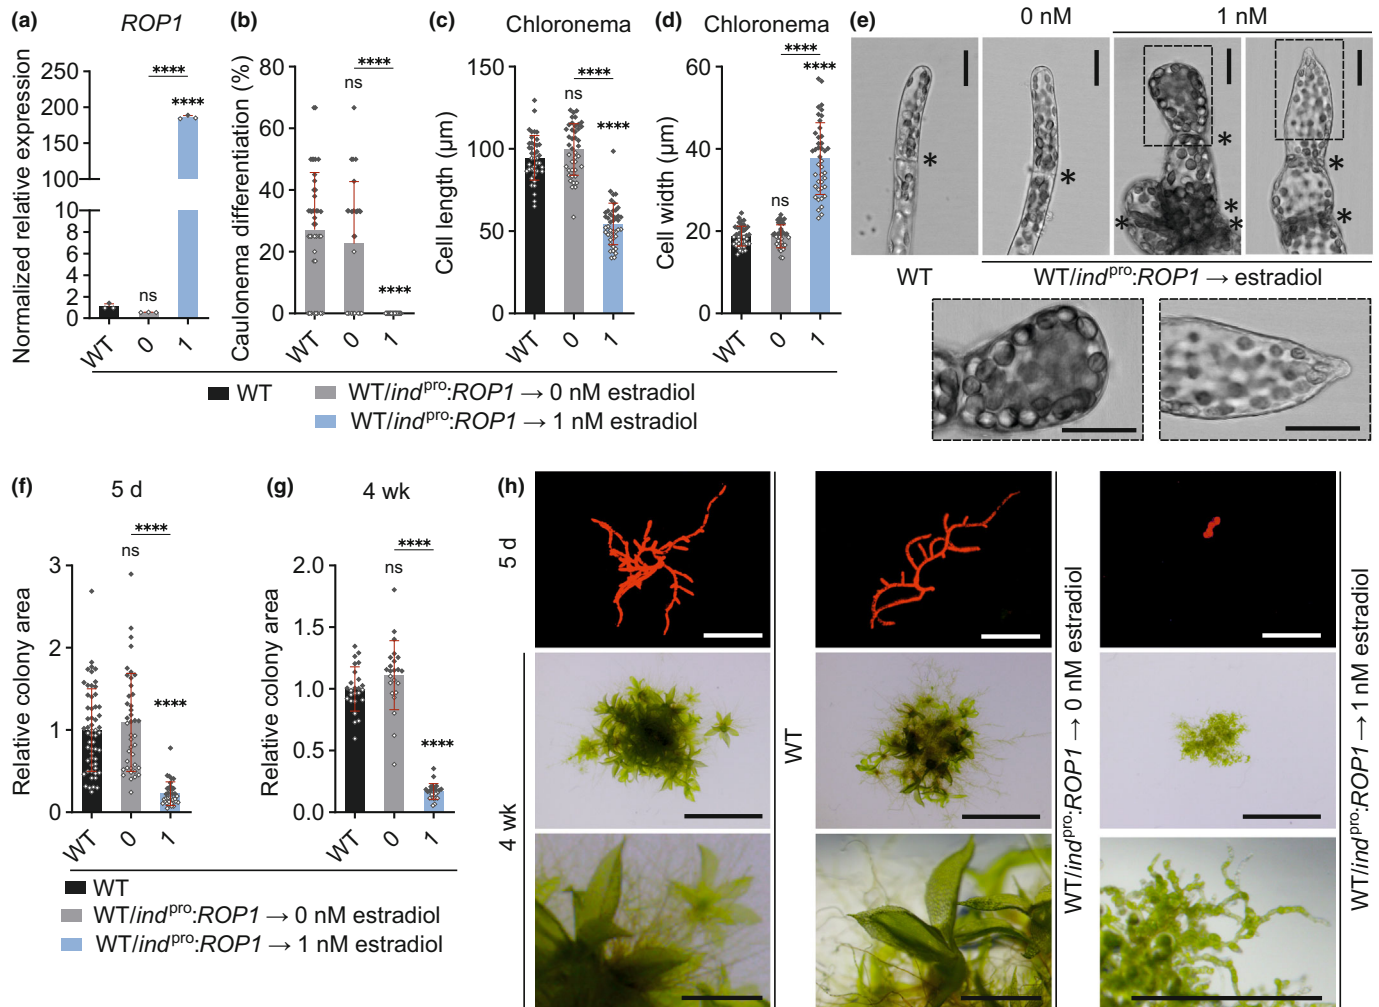 (a) ROP1
Normalized relative expression
250
200
150
100
10
8
6
4
2
0
ns
****
****
WT 0 1
(b)
Caulonema differentiation (%)
80
60
40
20
0
ns
****
****
WT 0 1
(c) Chloronema
Cell length (µm)
150
100
50
0
ns
****
****
WT 0 1
(d) Chloronema
Cell width (µm)
60
40
20
0
ns
****
****
WT 0 1
WT
WT/ind^pro:ROP1 → 0 nM estradiol
WT/ind^pro:ROP1 → 1 nM estradiol
(e) 0 nM 1 nM
* * * * * * * *
WT WT/ind^pro:ROP1 → estradiol
(f) 5 d
Relative colony area
3
2
1
0
ns
****
****
WT 0 1
(g) 4 wk
Relative colony area
2.0
1.5
1.0
0.5
0.0
ns
****
****
WT 0 1
WT
WT/ind^pro:ROP1 → 0 nM estradiol
WT/ind^pro:ROP1 → 1 nM estradiol
(h)
5 d
4 wk
WT
WT/ind^pro:ROP1 → 0 nM estradiol
WT/ind^pro:ROP1 → 1 nM estradiol